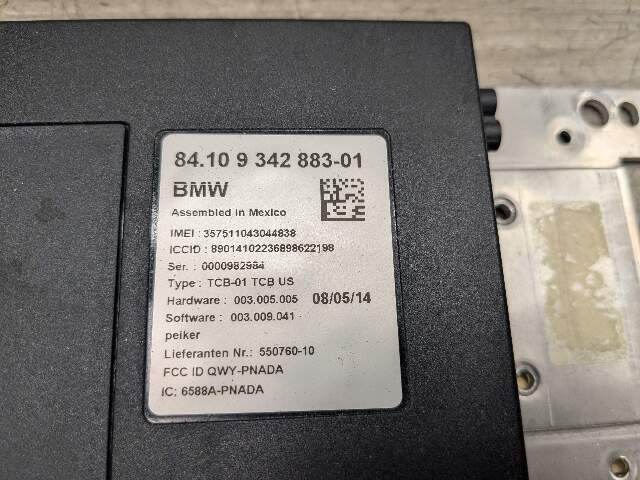 84.10 9 342 883-01
BMW
Assembled in Mexico
IMEI : 357511043044838
ICCID : 89014102236898622198
Ser. : 0000982984
Type : TCB-01 TCB US
Hardware : 003.005.005 08/05/14
Software : 003.009.041
peiker
Lieferanten Nr.: 550760-10
FCC ID QWY-PNADA
IC; 6588A-PNADA